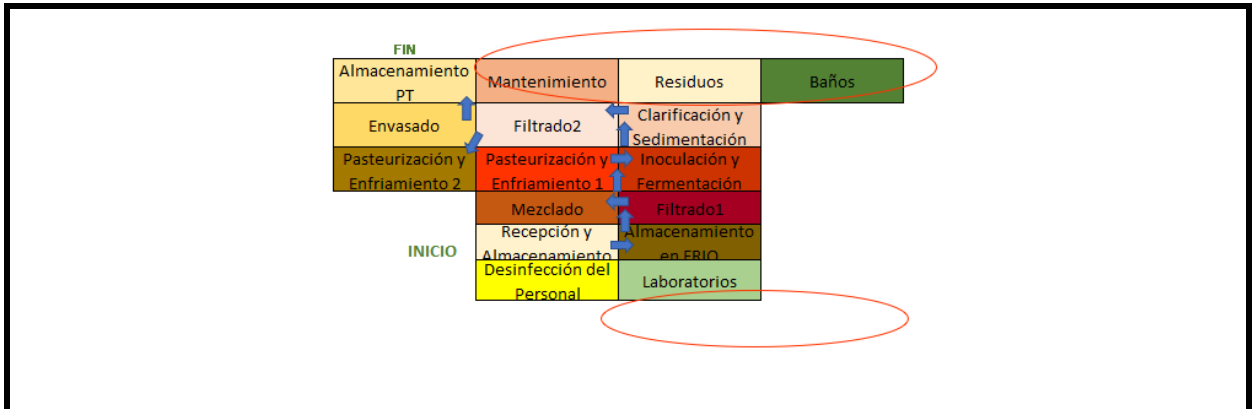 FIN
Almacenamiento
PT
Mantenimiento
Residuos
Baños
Envasado
Filtrado2
Clarificación y
Sedimentación
Pasteurización y
Enfriamiento 2
Pasteurización y
Enfriamiento 1
Inoculación y
Fermentación
Mezclado
Filtrado1
INICIO
Recepción y
Almacenamiento
Almacenamiento
en FRIO
Desinfección del
Personal
Laboratorios